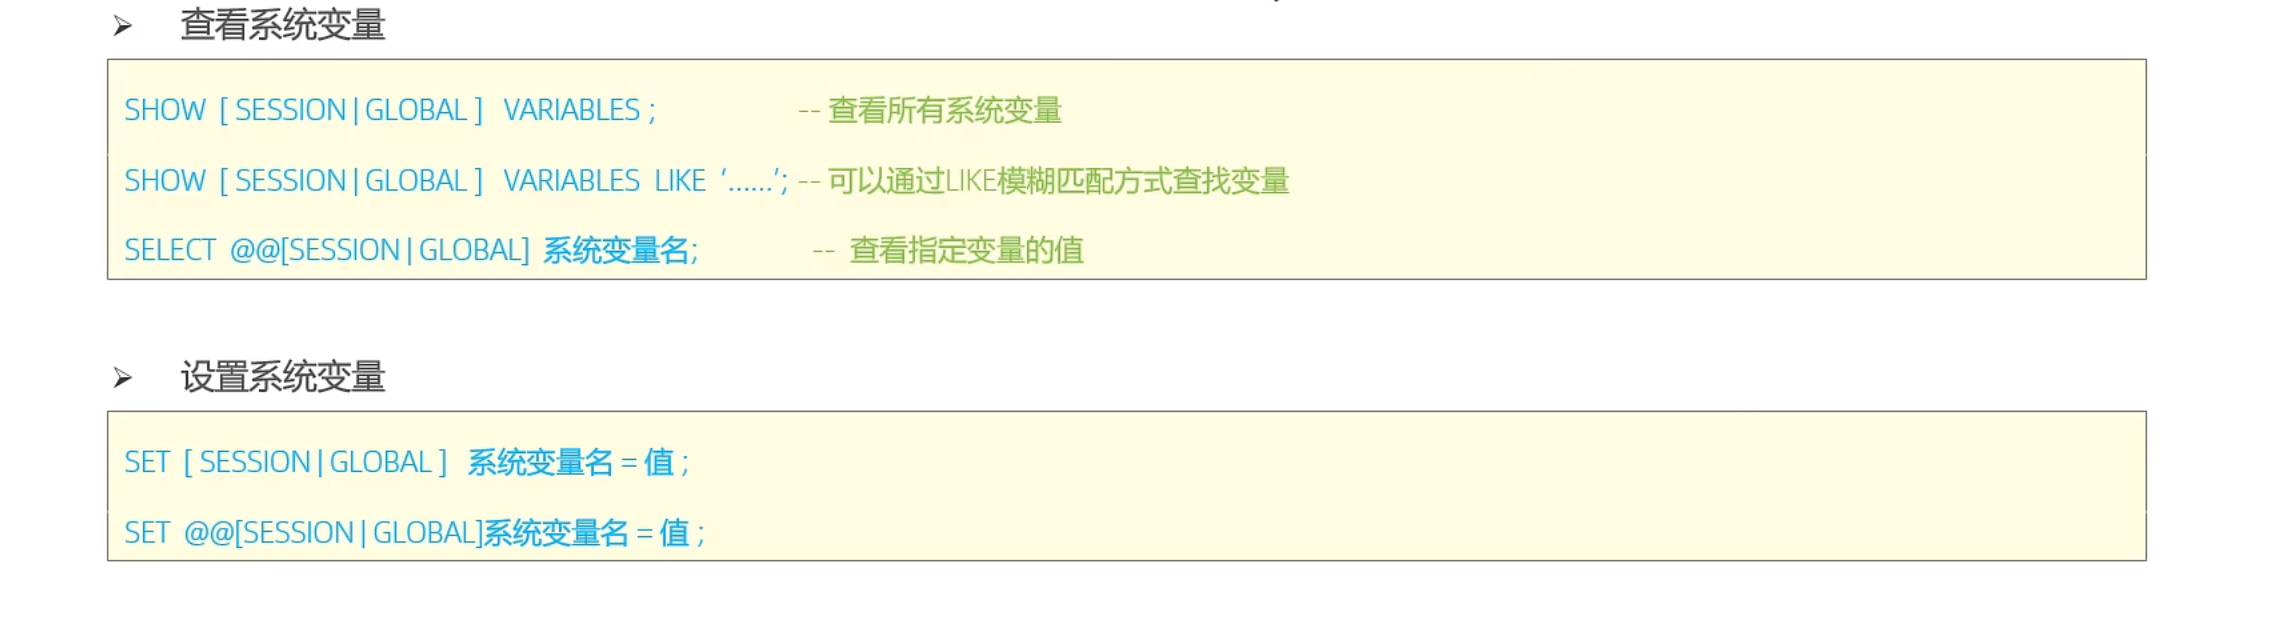 ➢ 查看系统变量
SHOW [ SESSION | GLOBAL ] VARIABLES ; -- 查看所有系统变量
SHOW [ SESSION | GLOBAL ] VARIABLES LIKE ‘......’; -- 可以通过LIKE模糊匹配方式查找变量
SELECT @@[SESSION | GLOBAL] 系统变量名; -- 查看指定变量的值
➢ 设置系统变量
SET [ SESSION | GLOBAL ] 系统变量名 = 值 ;
SET @@[SESSION | GLOBAL]系统变量名 = 值 ;